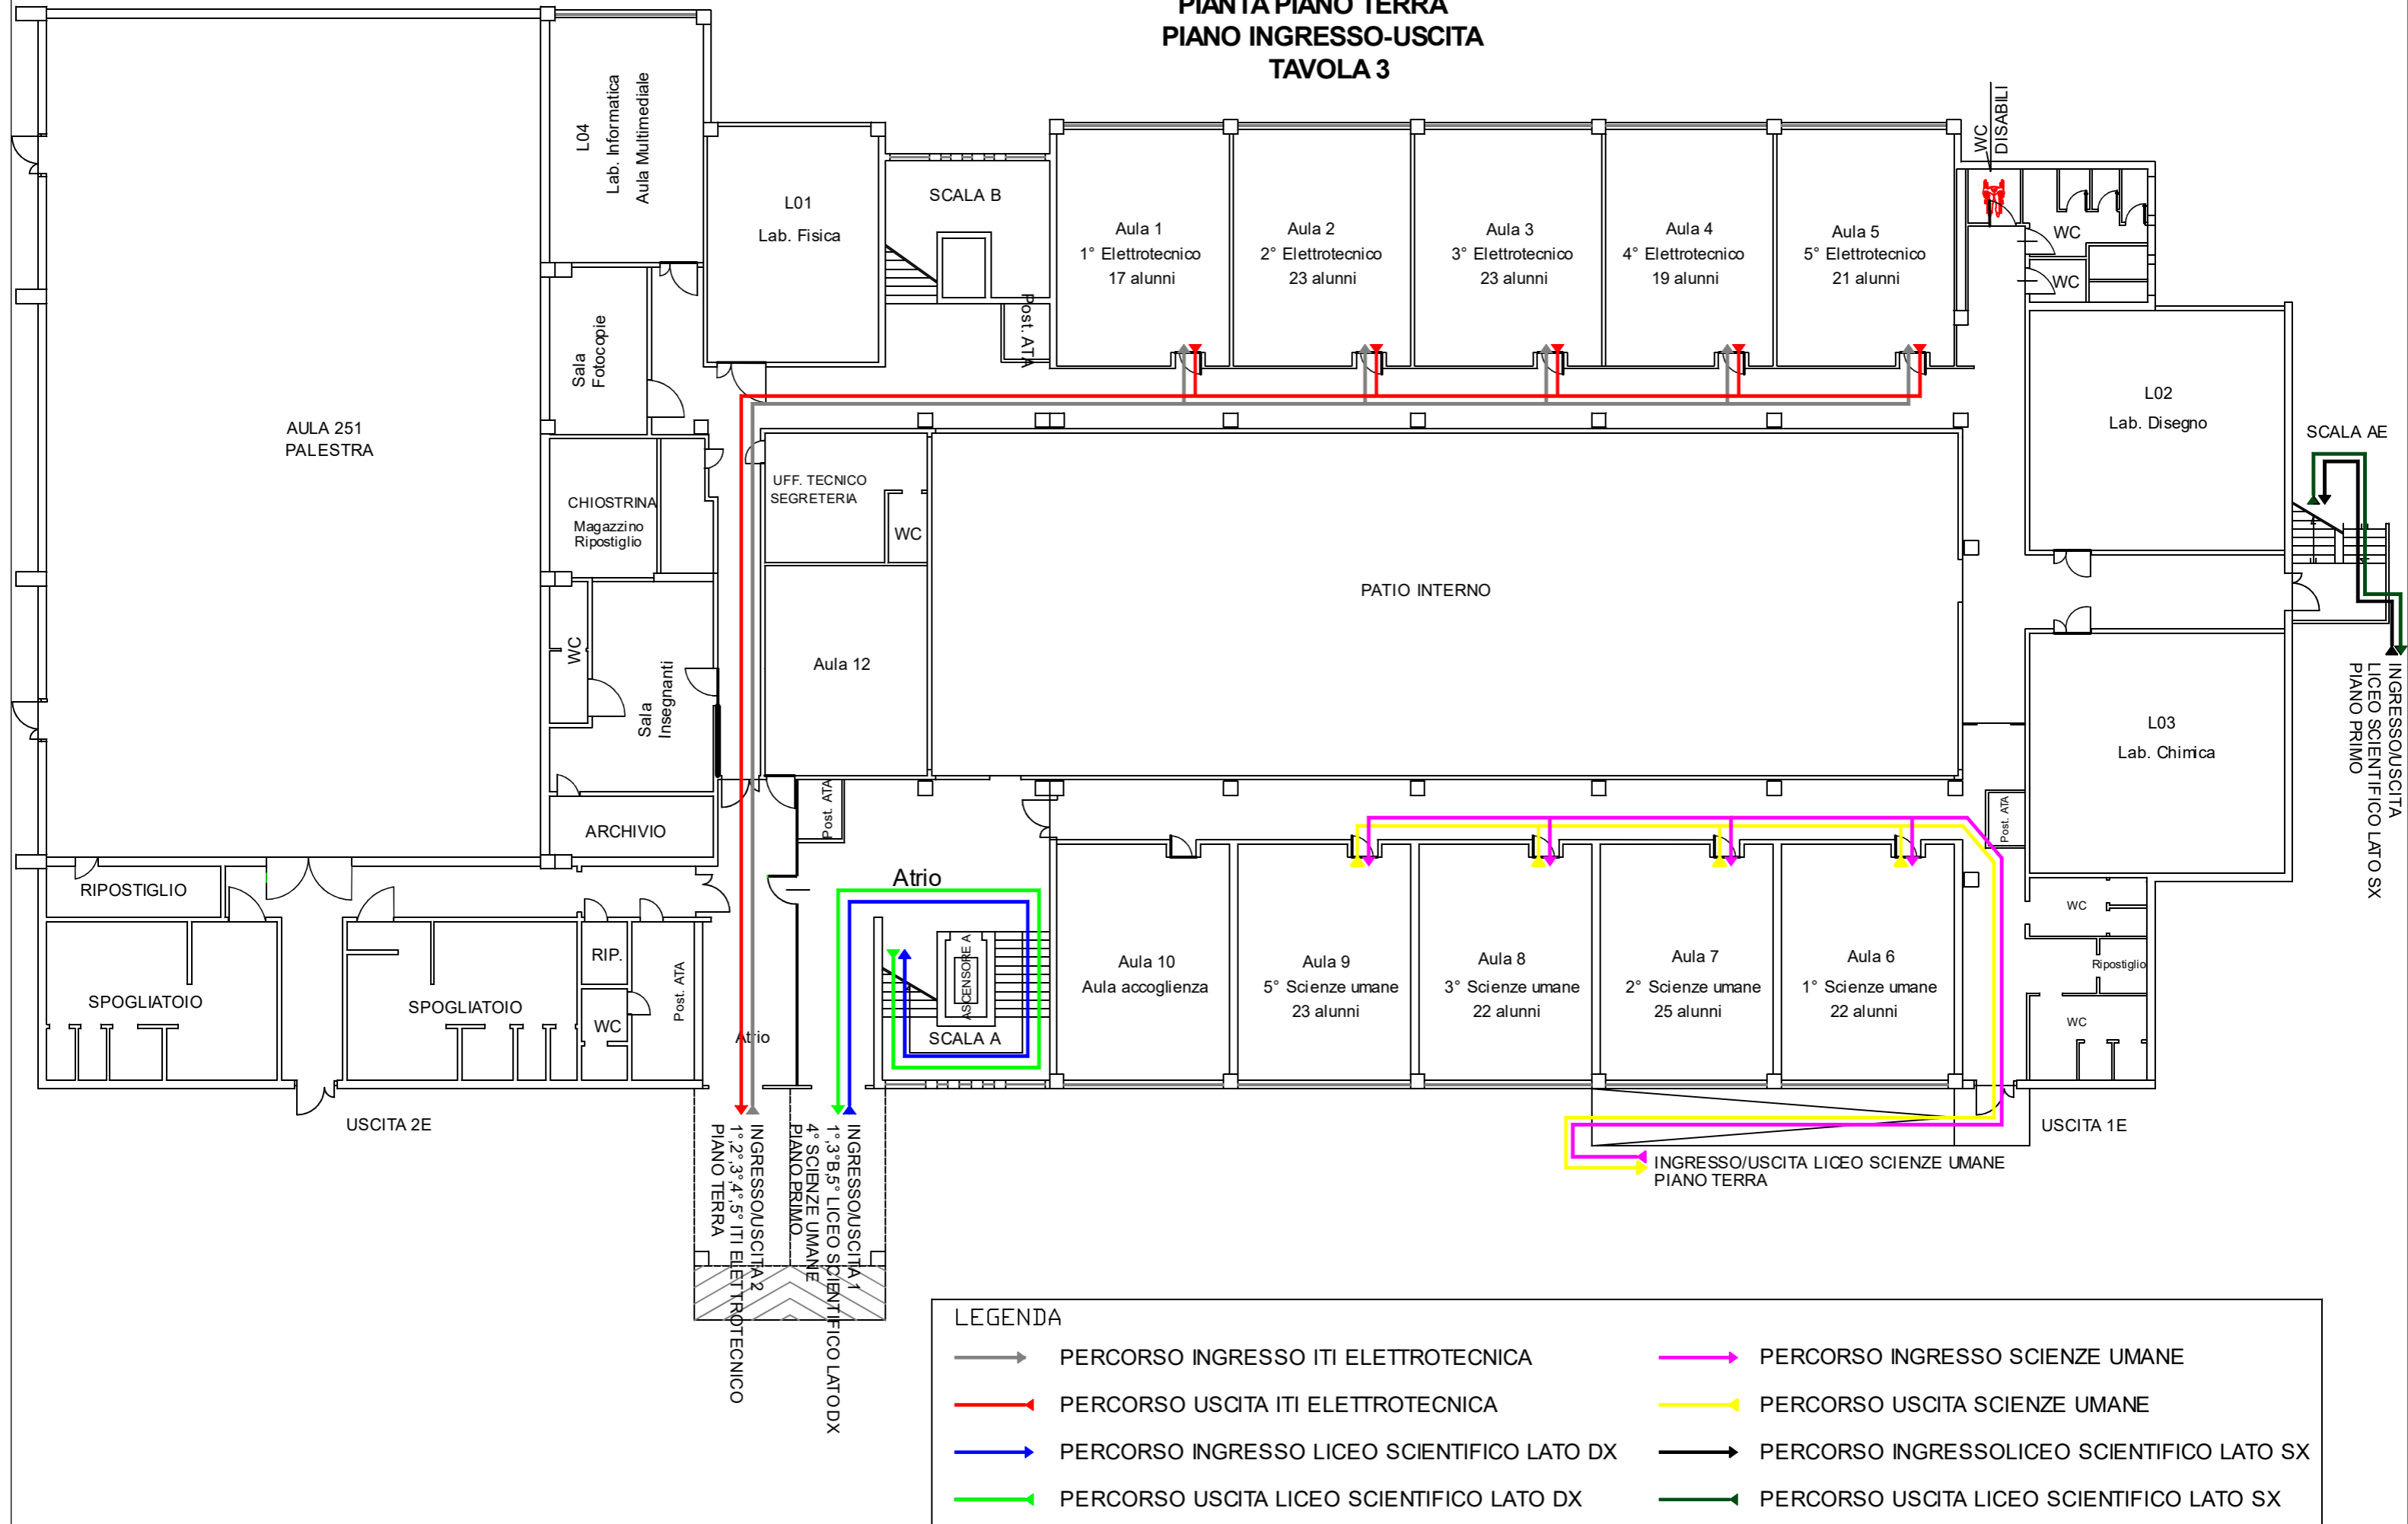 PIANTA PIANO TERRA
PIANO INGRESSO-USCITA
TAVOLA 3
L04
Lab. Informatica
Aula Multimediale
L01
Lab. Fisica
SCALA B
Post. ATA
Aula 1
1° Elettrotecnico
17 alunni
Aula 2
2° Elettrotecnico
23 alunni
Aula 3
3° Elettrotecnico
23 alunni
Aula 4
4° Elettrotecnico
19 alunni
Aula 5
5° Elettrotecnico
21 alunni
WC
DISABILI
WC
WC
Sala
Fotocopie
AULA 251
PALESTRA
L02
Lab. Disegno
SCALA AE
CHIOSTRINA
Magazzino
Ripostiglio
UFF. TECNICO
SEGRETERIA
WC
PATIO INTERNO
WC
Sala
Insegnanti
Aula 12
L03
Lab. Chimica
INGRESSO/USCITA
LICEO SCIENTIFICO LATO SX
PIANO PRIMO
ARCHIVIO
Post. ATA
Post. ATA
RIPOSTIGLIO
Atrio
SPOGLIATOIO
SPOGLIATOIO
RIP.
WC
Post. ATA
Atrio
ASCENSORE A
SCALA A
Aula 10
Aula accoglienza
Aula 9
5° Scienze umane
23 alunni
Aula 8
3° Scienze umane
22 alunni
Aula 7
2° Scienze umane
25 alunni
Aula 6
1° Scienze umane
22 alunni
WC
Ripostiglio
WC
USCITA 2E
USCITA 1E
INGRESSO/USCITA 2
1°,2°,3°,4°,5° ITI ELETTROTECNICO
PIANO TERRA
INGRESSO/USCITA 1
1°,3°B,5° LICEO SCIENTIFICO LATO DX
4° SCIENZE UMANE
PIANO PRIMO
INGRESSO/USCITA LICEO SCIENZE UMANE
PIANO TERRA
LEGENDA
PERCORSO INGRESSO ITI ELETTROTECNICA
PERCORSO USCITA ITI ELETTROTECNICA
PERCORSO INGRESSO LICEO SCIENTIFICO LATO DX
PERCORSO USCITA LICEO SCIENTIFICO LATO DX
PERCORSO INGRESSO SCIENZE UMANE
PERCORSO USCITA SCIENZE UMANE
PERCORSO INGRESSOLICEO SCIENTIFICO LATO SX
PERCORSO USCITA LICEO SCIENTIFICO LATO SX